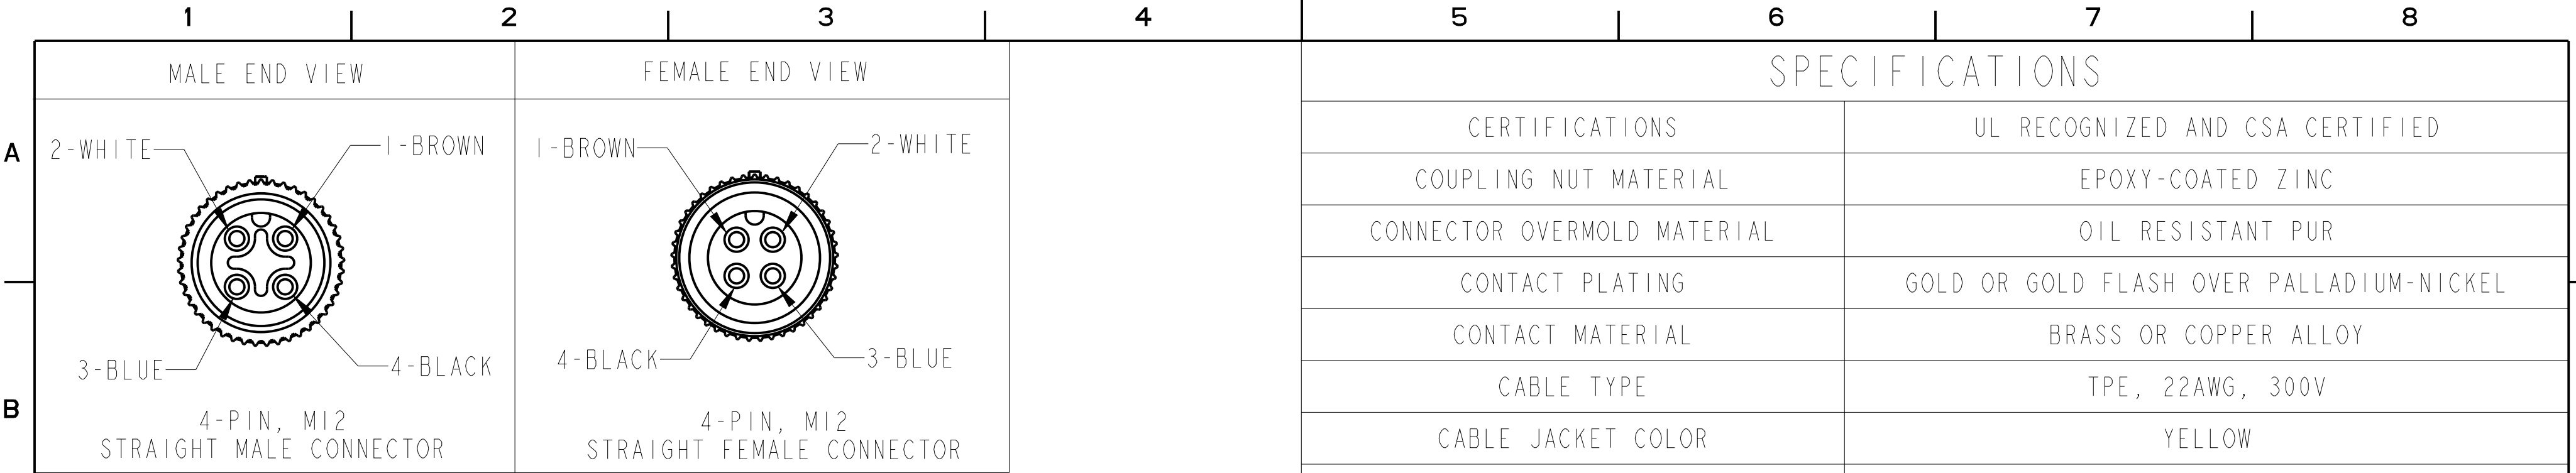 1 2 3 4 5 6 7 8
A
B
MALE END VIEW
2-WHITE
1-BROWN
3-BLUE
4-BLACK
4-PIN, M12
STRAIGHT MALE CONNECTOR
FEMALE END VIEW
1-BROWN
2-WHITE
4-BLACK
3-BLUE
4-PIN, M12
STRAIGHT FEMALE CONNECTOR
SPECIFICATIONS
CERTIFICATIONS UL RECOGNIZED AND CSA CERTIFIED
COUPLING NUT MATERIAL EPOXY-COATED ZINC
CONNECTOR OVERMOLD MATERIAL OIL RESISTANT PUR
CONTACT PLATING GOLD OR GOLD FLASH OVER PALLADIUM-NICKEL
CONTACT MATERIAL BRASS OR COPPER ALLOY
CABLE TYPE TPE, 22AWG, 300V
CABLE JACKET COLOR YELLOW